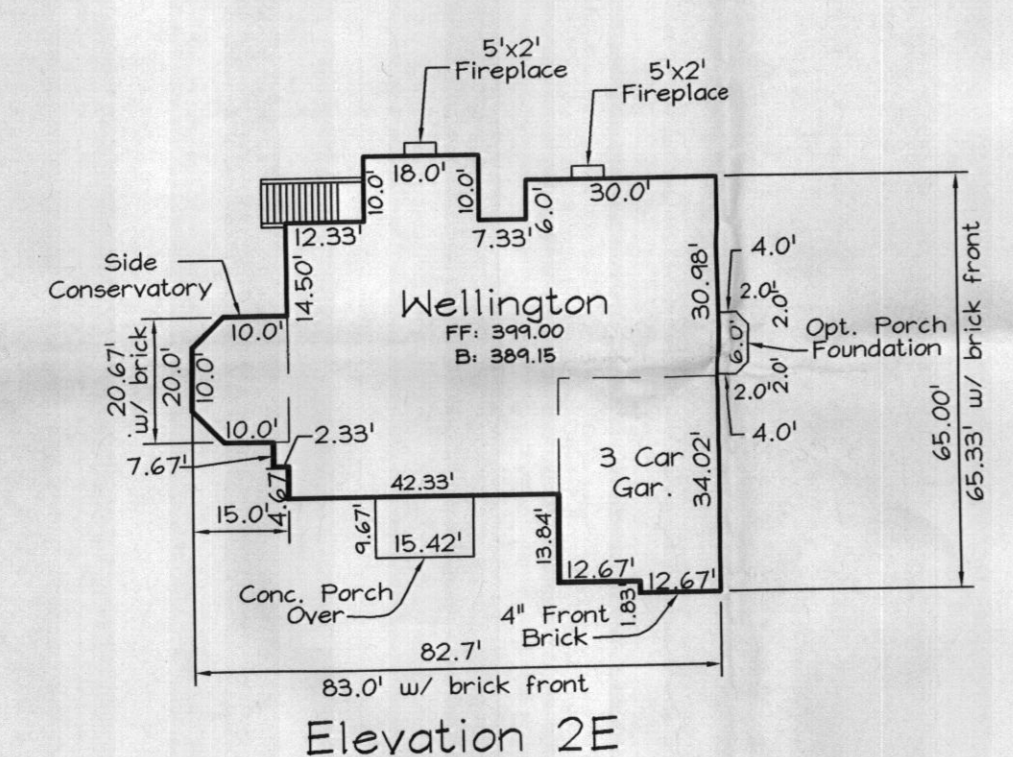 5'x2'
Fireplace
5'x2'
Fireplace
18.0'
10.0'
10.0'
30.0'
6.0'
7.33'
12.33'
14.50'
Side
Conservatory
10.0'
20.67'
w/ brick
20.0'
10.0'
10.0'
7.67'
2.33'
4.67'
15.0'
Wellington
FF: 399.00
B: 389.15
30.98'
4.0'
2.0'
2.0'
6.0'
Opt. Porch
Foundation
2.0'
2.0'
4.0'
65.00'
65.33' w/ brick front
3 Car
Gar.
34.02'
42.33'
9.67'
15.42'
13.84'
12.67'
12.67'
1.83'
Conc. Porch
Over
4" Front
Brick
82.7'
83.0' w/ brick front
Elevation 2E